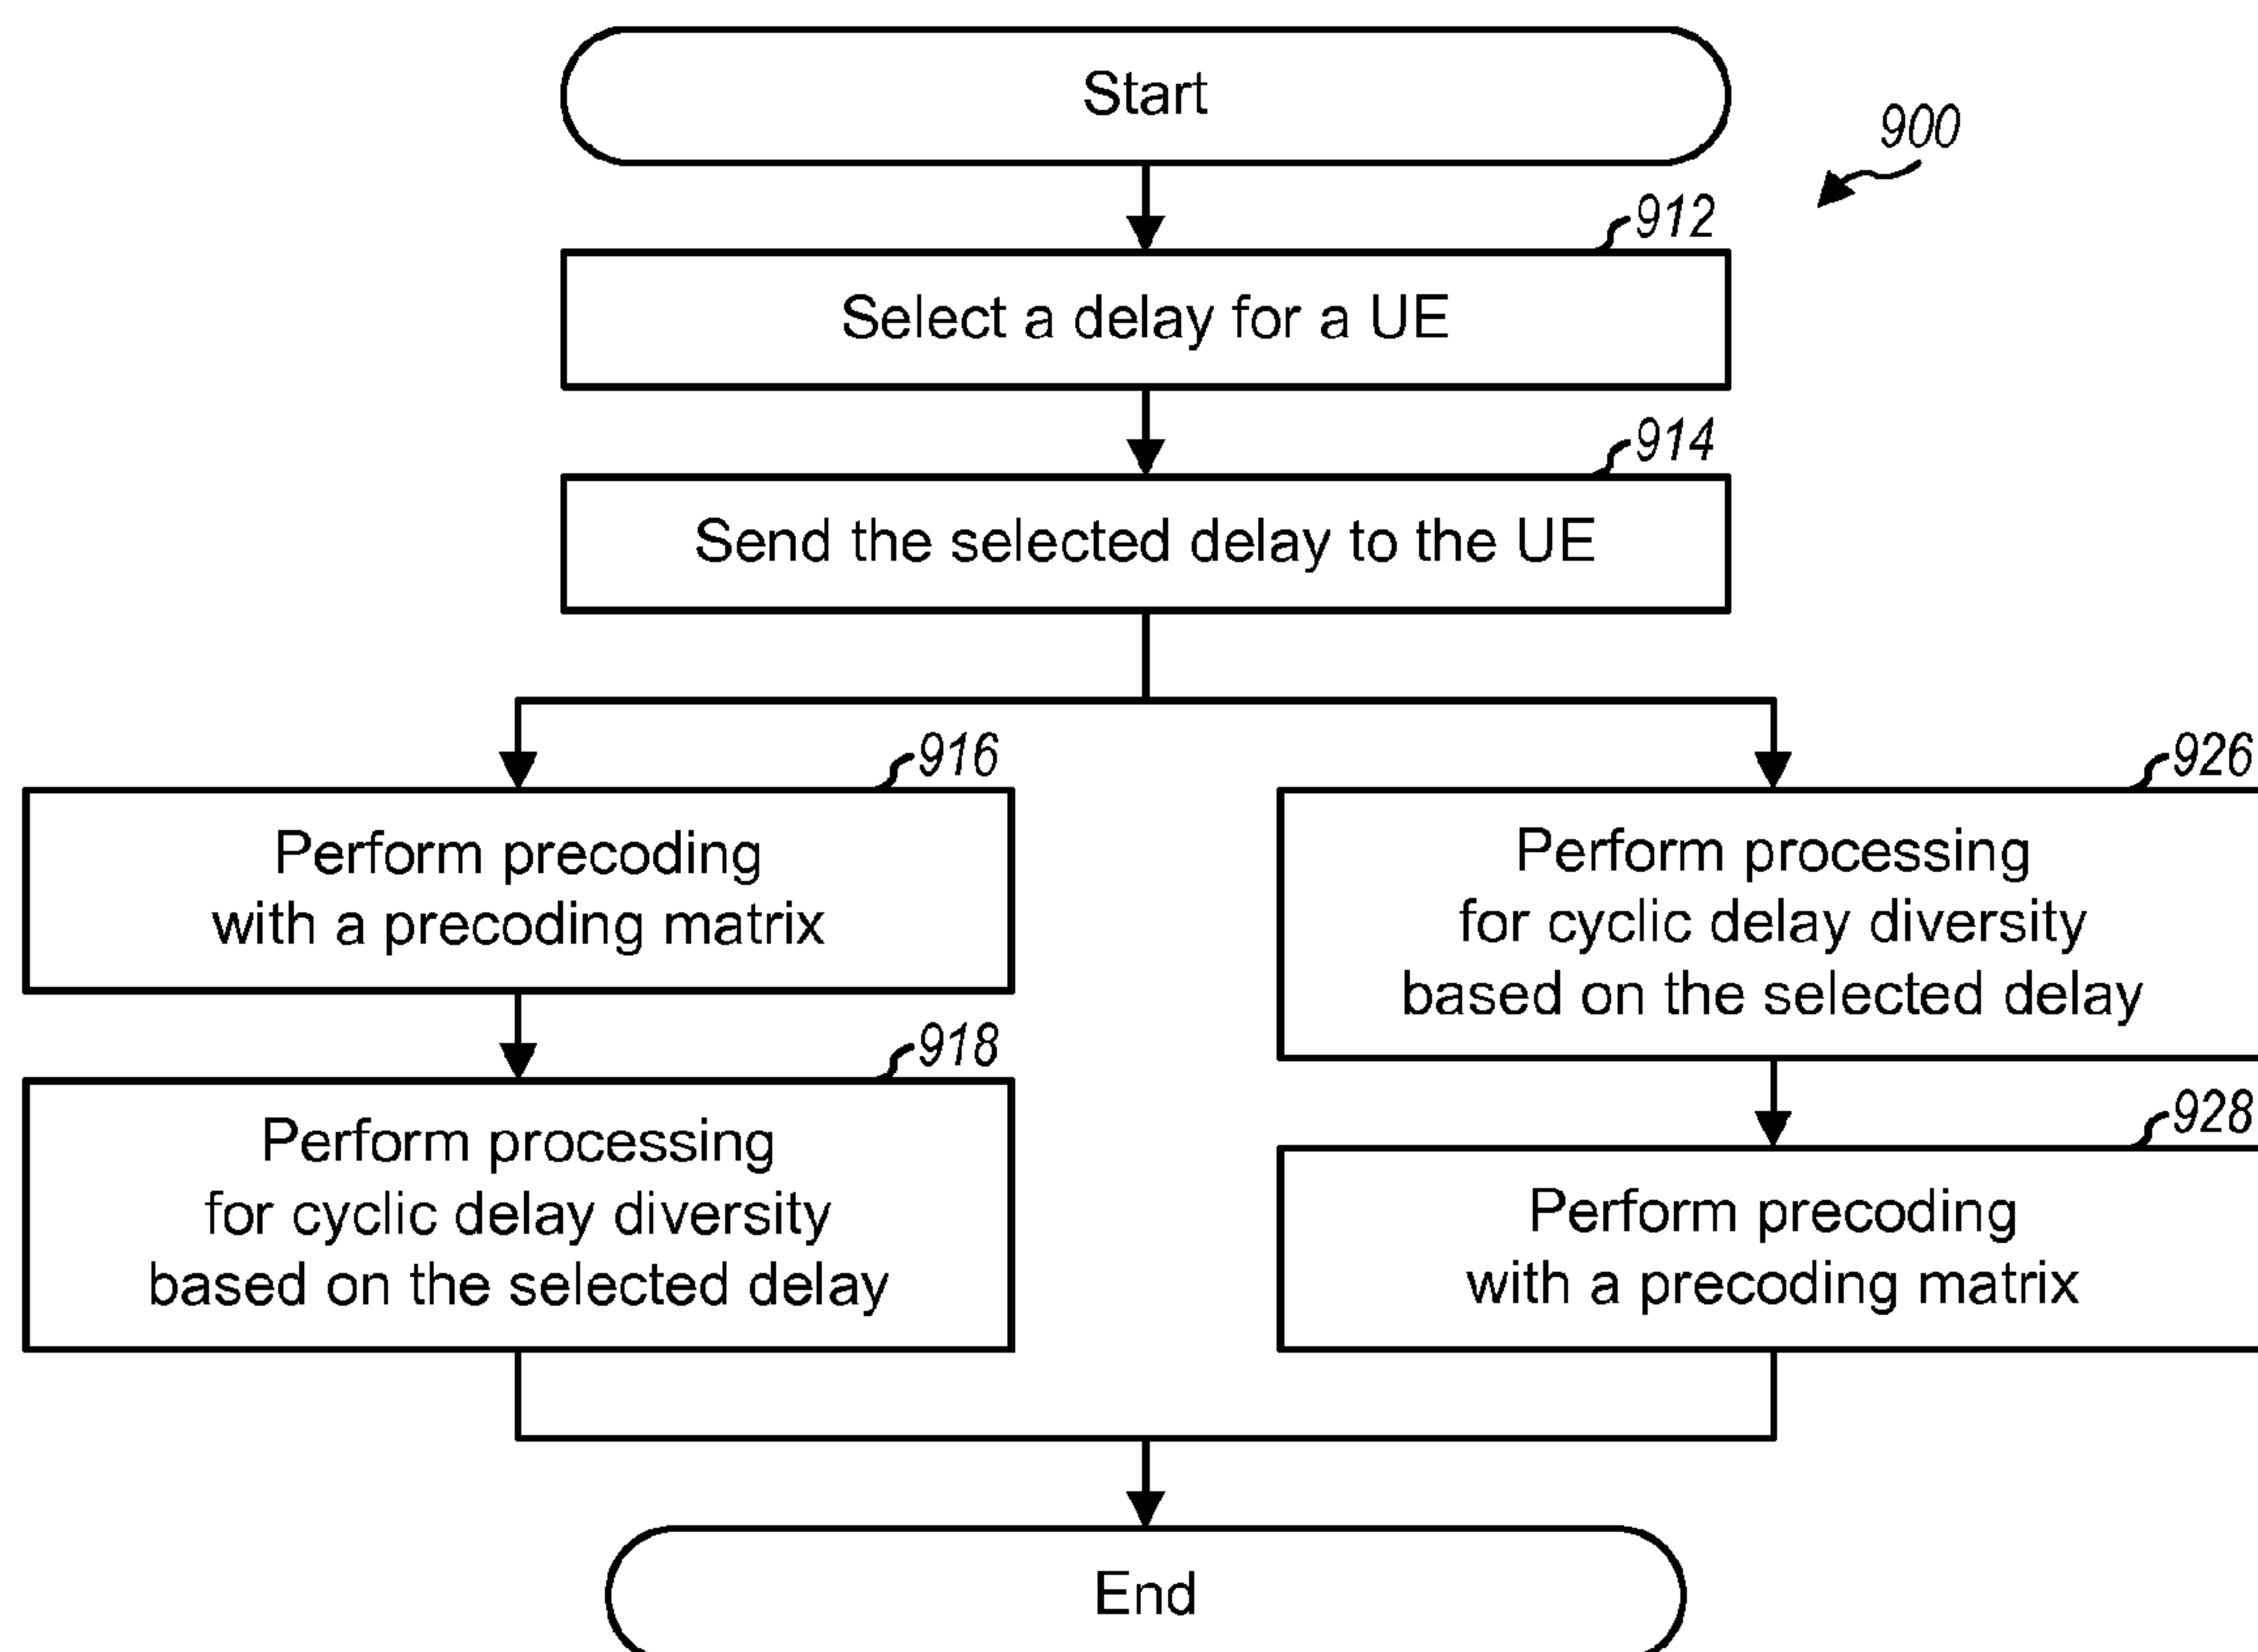 Start
900
912
Select a delay for a UE
914
Send the selected delay to the UE
916
Perform precoding
with a precoding matrix
918
Perform processing
for cyclic delay diversity
based on the selected delay
926
Perform processing
for cyclic delay diversity
based on the selected delay
928
Perform precoding
with a precoding matrix
End